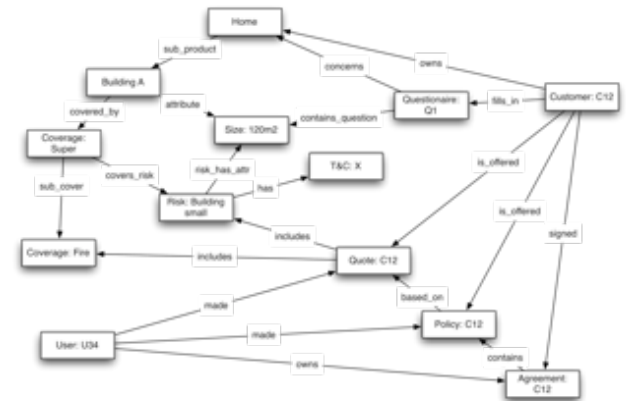 Home
sub_product
owns
concerns
Building A
covered_by
attribute
Questionaire:
Q1
fills_in
Customer: C12
contains_question
Size: 120m2
Coverage:
Super
covers_risk
risk_has_attr
T&C: X
is_offered
sub_cover
has
Risk: Building
small
is_offered
signed
includes
Coverage: Fire
includes
Quote: C12
made
based_on
Policy: C12
made
User: U34
contains
owns
Agreement:
C12